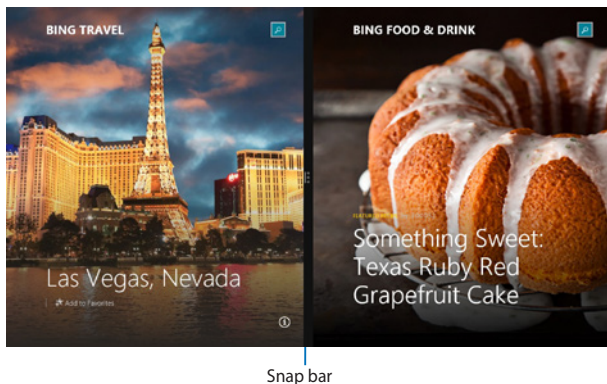 BING TRAVEL
Las Vegas, Nevada
Add to Favorites
BING FOOD & DRINK
Something Sweet:
Texas Ruby Red
Grapefruit Cake
Snap bar